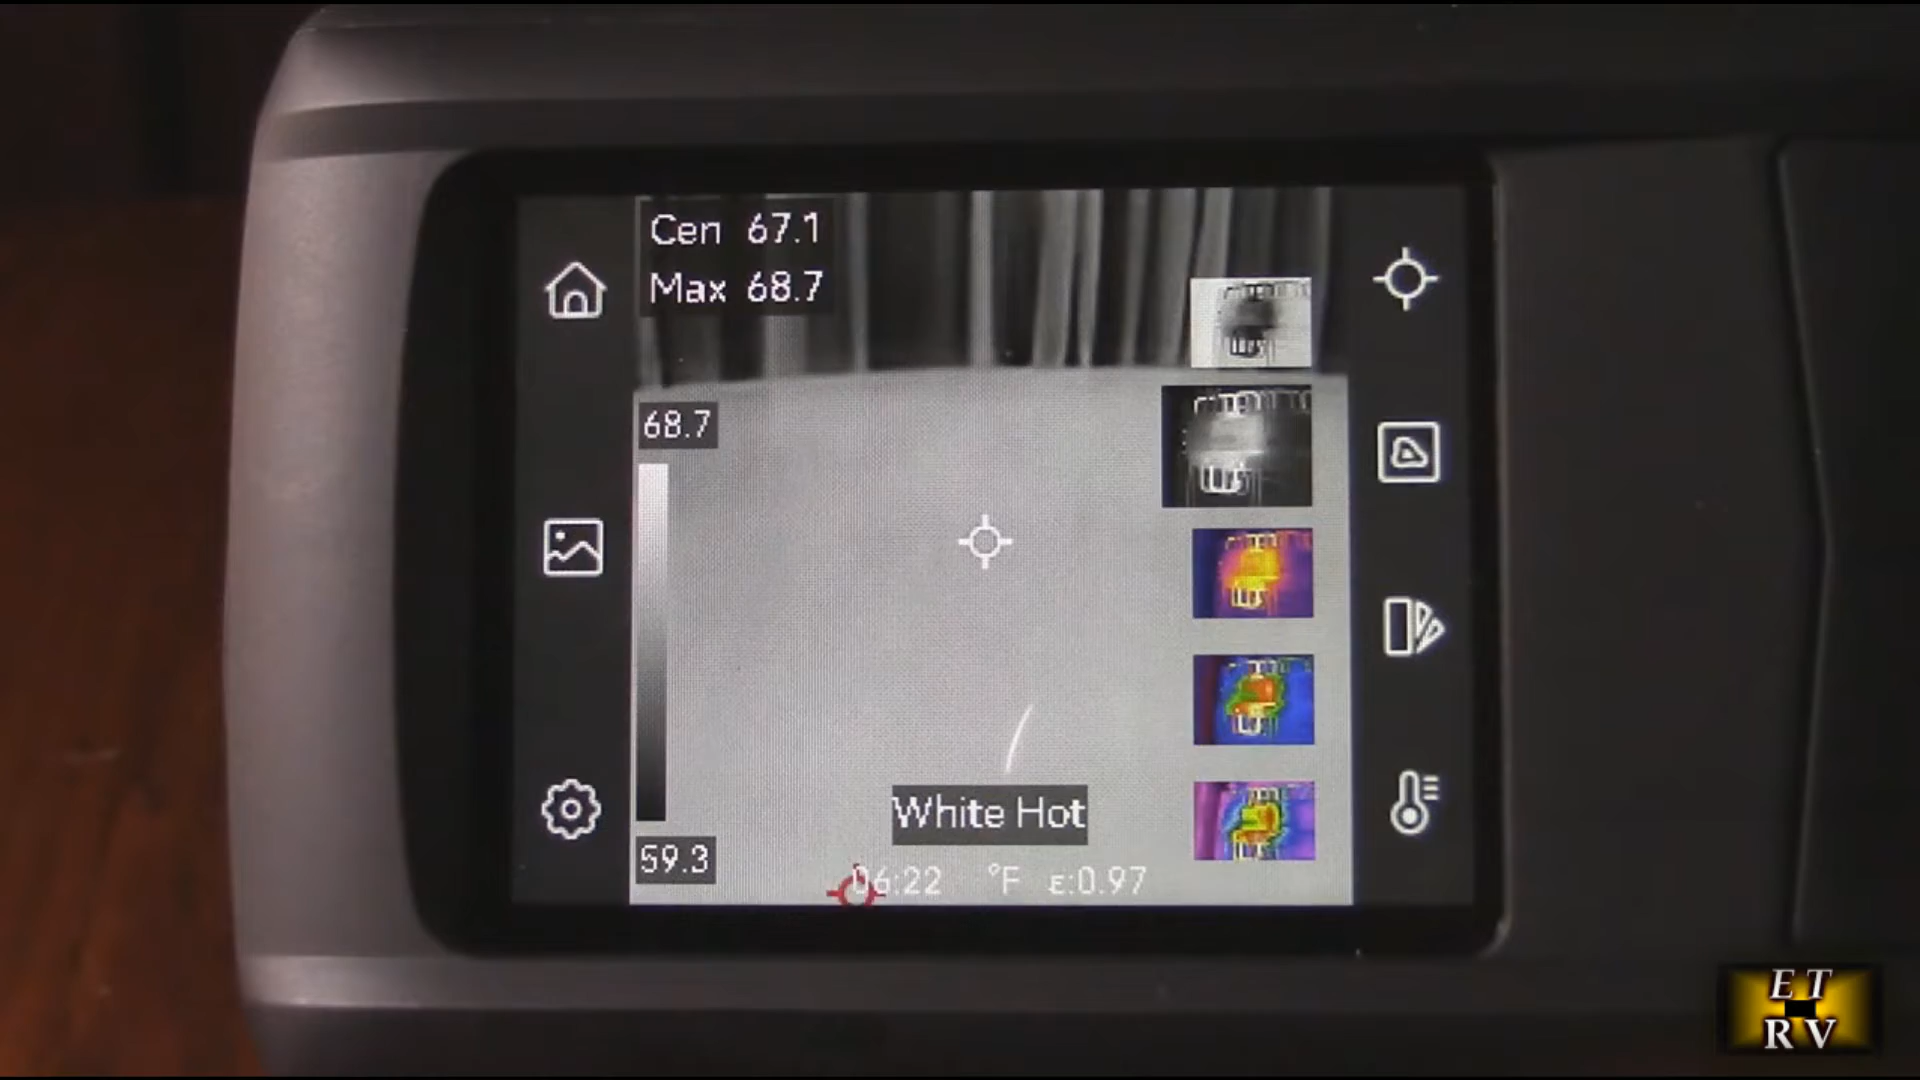 Cen 67.1
Max 68.7
68.7
White Hot
59.3
06:22 °F ε:0.97
ET
RV